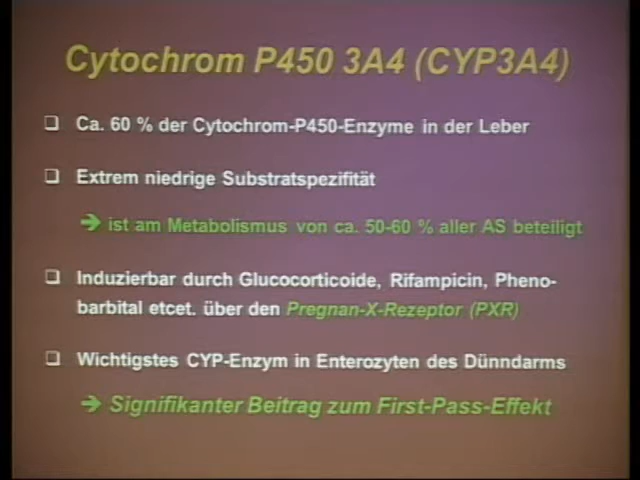 Cytochrom P450 3A4 (CYP3A4)
❑ Ca. 60 % der Cytochrom-P450-Enzyme in der Leber
❑ Extrem niedrige Substratspezifität
➔ ist am Metabolismus von ca. 50-60 % aller AS beteiligt
❑ Induzierbar durch Glucocorticoide, Rifampicin, Pheno-
barbital etcet. über den Pregnan-X-Rezeptor (PXR)
❑ Wichtigstes CYP-Enzym in Enterozyten des Dünndarms
➔ Signifikanter Beitrag zum First-Pass-Effekt